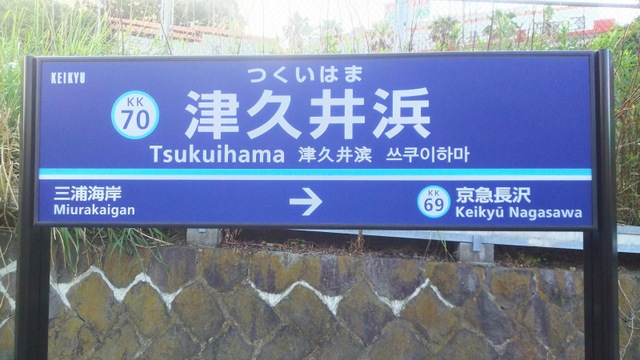 KEIKYU
つくいはま
KK
70
津久井浜
Tsukuihama 津久井滨 쓰쿠이하마
三浦海岸
Miurakaigan
→
KK
69
京急長沢
Keikyū Nagasawa